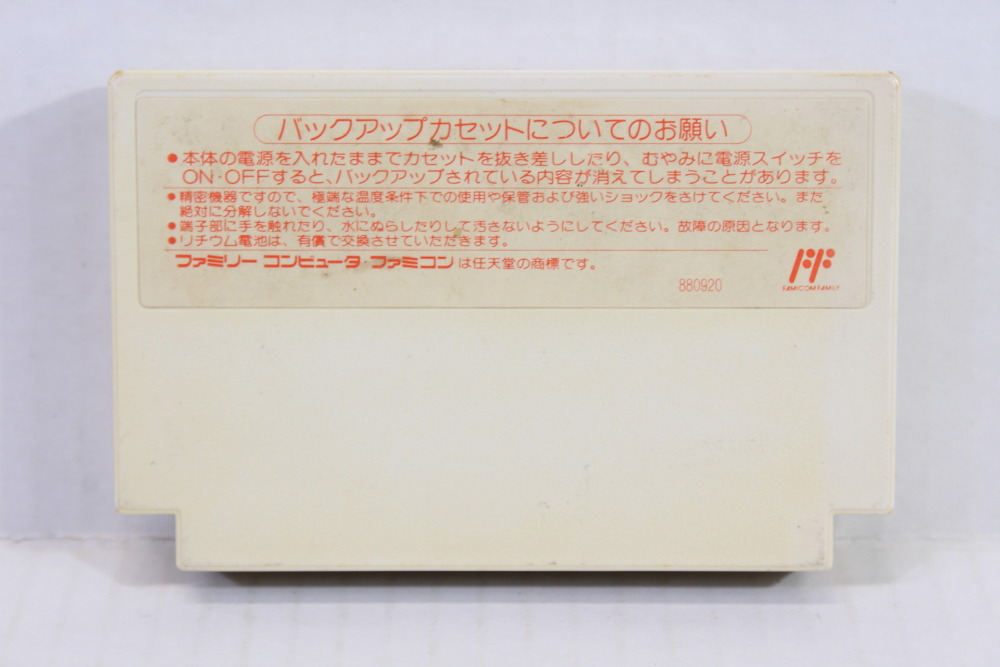 バックアップカセットについてのお願い
●本体の電源を入れたままでカセットを抜き差ししたり、むやみに電源スイッチを
ON・OFFすると、バックアップされている内容が消えてしまうことがあります。
●精密機器ですので、極端な温度条件下での使用や保管および強いショックをさけてください。また
絶対に分解しないでください。
●端子部に手を触れたり、水にぬらしたりして汚さないようにしてください。故障の原因となります。
●リチウム電池は、有償で交換させていただきます。
ファミリー コンピュータ・ファミコン は任天堂の商標です。
880920
FF
FAMICOM FAMILY